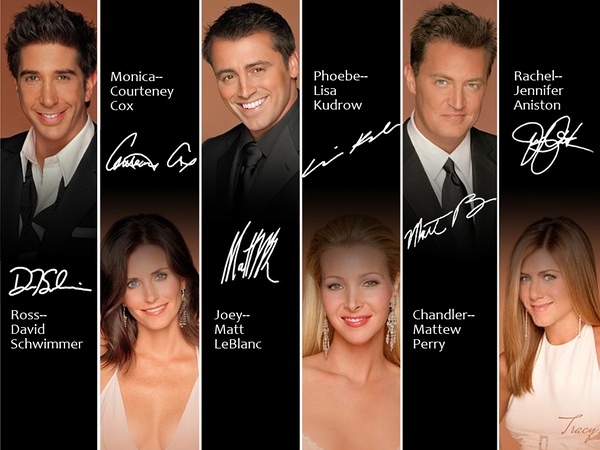 Monica--
Courteney
Cox
Phoebe--
Lisa
Kudrow
Rachel--
Jennifer
Aniston
Ross--
David
Schwimmer
Joey--
Matt
LeBlanc
Chandler--
Mattew
Perry
Tracy